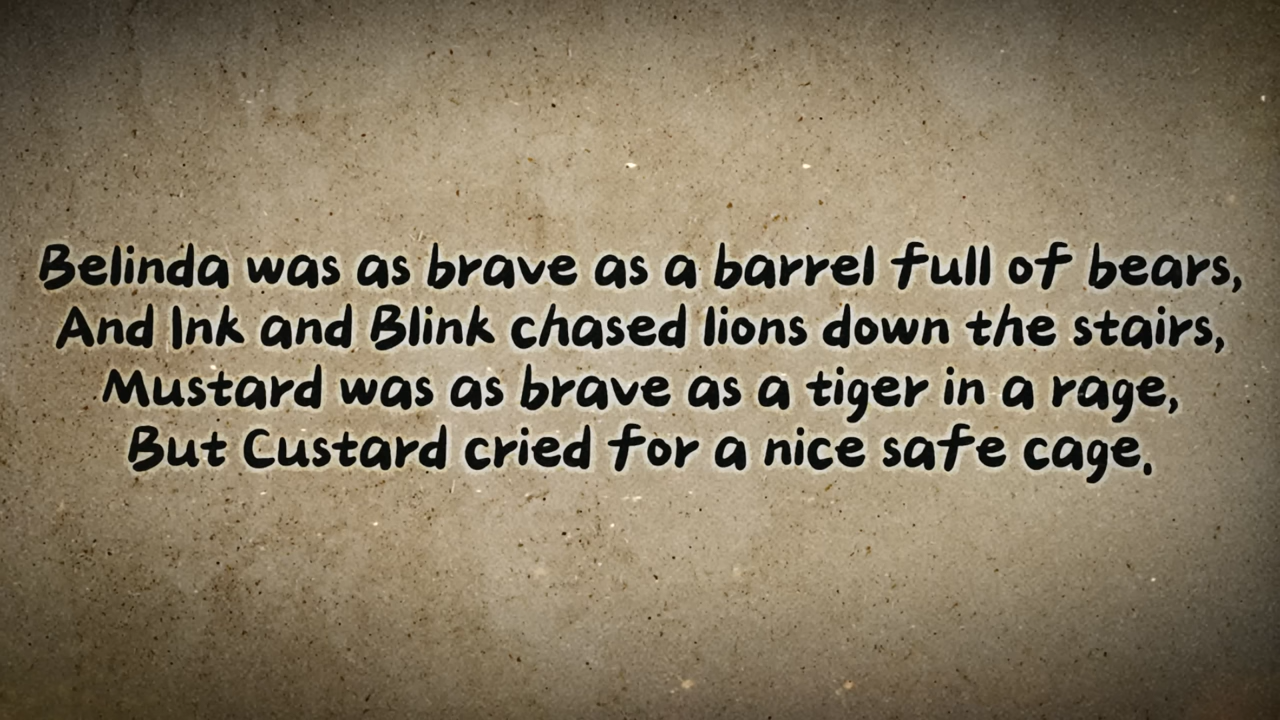 Belinda was as brave as a barrel full of bears,
And Ink and Blink chased lions down the stairs,
Mustard was as brave as a tiger in a rage,
But Custard cried for a nice safe cage.